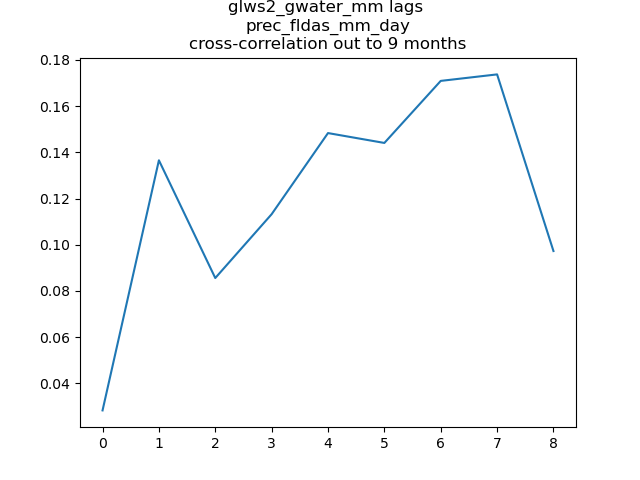 glws2_gwater_mm lags
prec_fldas_mm_day
cross-correlation out to 9 months
0.18
0.16
0.14
0.12
0.10
0.08
0.06
0.04
0 1 2 3 4 5 6 7 8